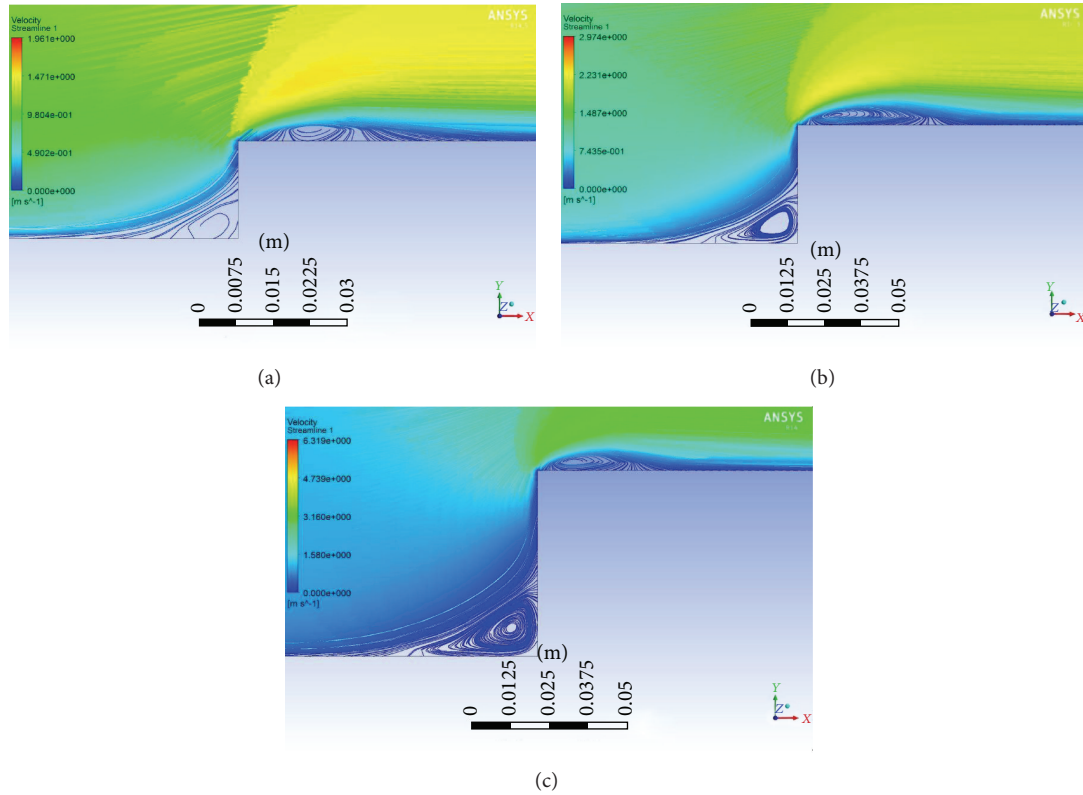 ANSYS
Velocity
Streamline 1
1.961e+000
1.471e+000
9.804e-001
4.902e-001
0.000e+000
[m s^-1]
(m)
0
0.0075
0.015
0.0225
0.03
Y
Z
X
(a)
ANSYS
Velocity
Streamline 1
2.974e+000
2.231e+000
1.487e+000
7.435e-001
0.000e+000
[m s^-1]
(m)
0
0.0125
0.025
0.0375
0.05
Y
Z
X
(b)
ANSYS
Velocity
Streamline 1
6.319e+000
4.739e+000
3.160e+000
1.580e+000
0.000e+000
[m s^-1]
(m)
0
0.0125
0.025
0.0375
0.05
Y
Z
X
(c)